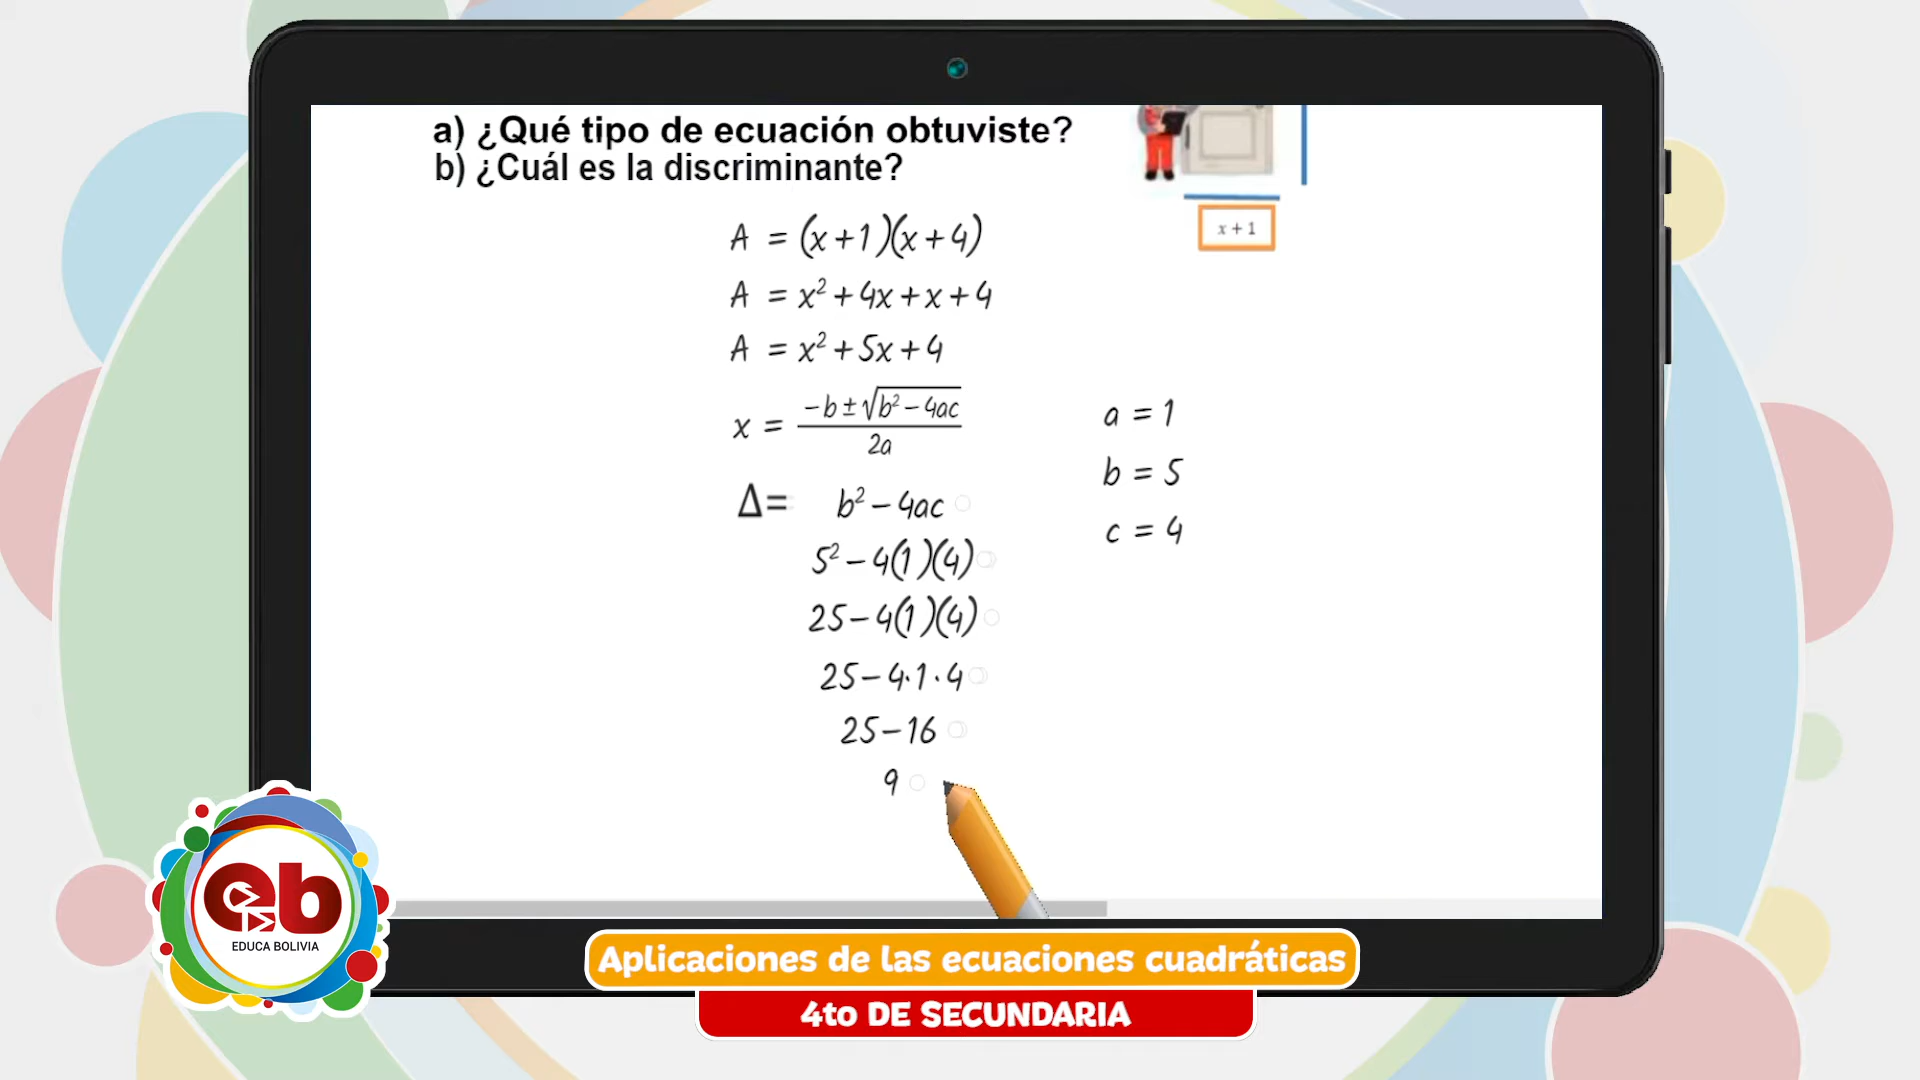 a) ¿Qué tipo de ecuación obtuviste?
b) ¿Cuál es la discriminante?
x + 1
A = (x+1)(x+4)
A = x² + 4x + x + 4
A = x² + 5x + 4
x = (-b ± √(b² - 4ac)) / 2a
a = 1
b = 5
c = 4
Δ= b² - 4ac
5² - 4(1)(4)
25 - 4(1)(4)
25 - 4·1·4
25 - 16
9
eb
EDUCA BOLIVIA
Aplicaciones de las ecuaciones cuadráticas
4to DE SECUNDARIA